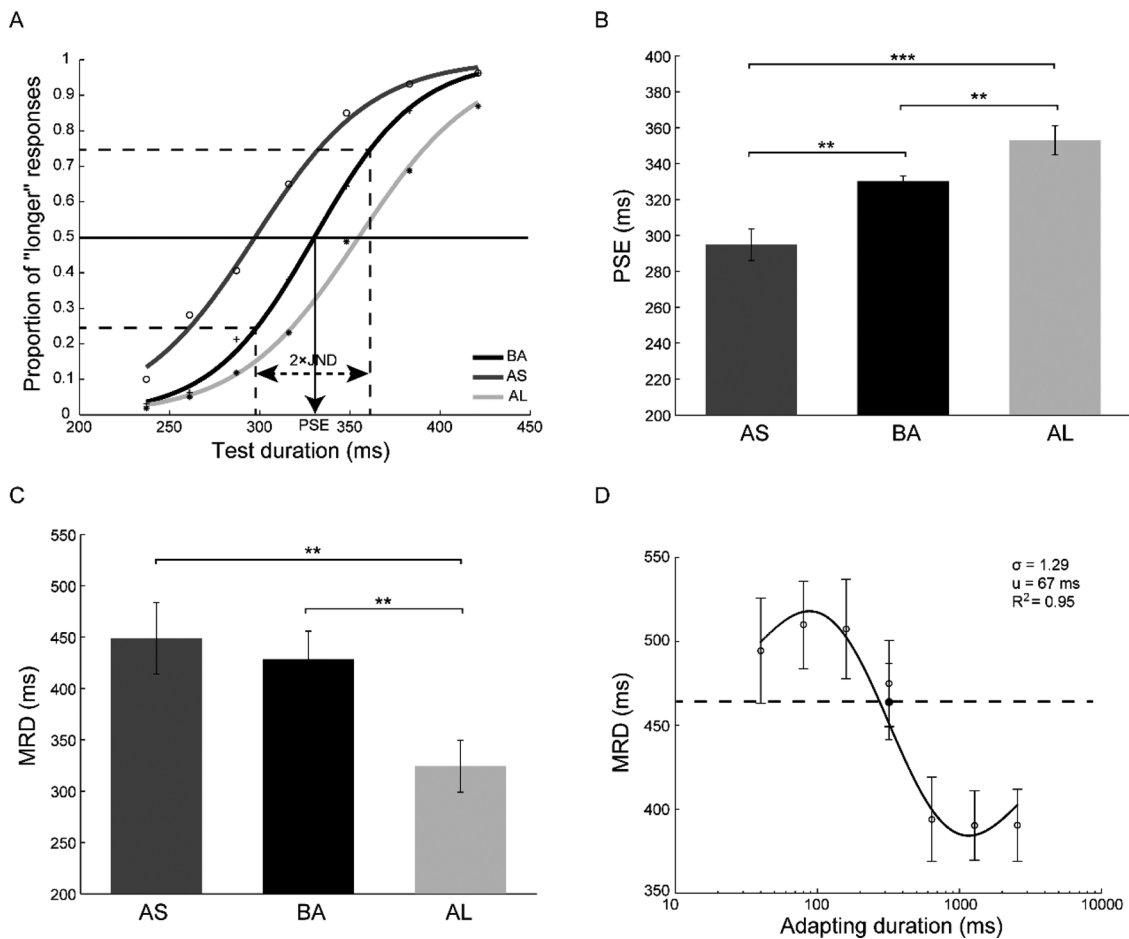 A
Proportion of "longer" responses
1
0.9
0.8
0.7
0.6
0.5
0.4
0.3
0.2
0.1
0
200
250
300
350
400
450
2×JND
PSE
BA
AS
AL
Test duration (ms)
B
PSE (ms)
400
380
360
340
320
300
280
260
240
220
200
***
**
**
AS
BA
AL
C
MRD (ms)
550
500
450
400
350
300
250
200
**
**
AS
BA
AL
D
MRD (ms)
550
500
450
400
350
σ = 1.29
u = 67 ms
R² = 0.95
10
100
1000
10000
Adapting duration (ms)